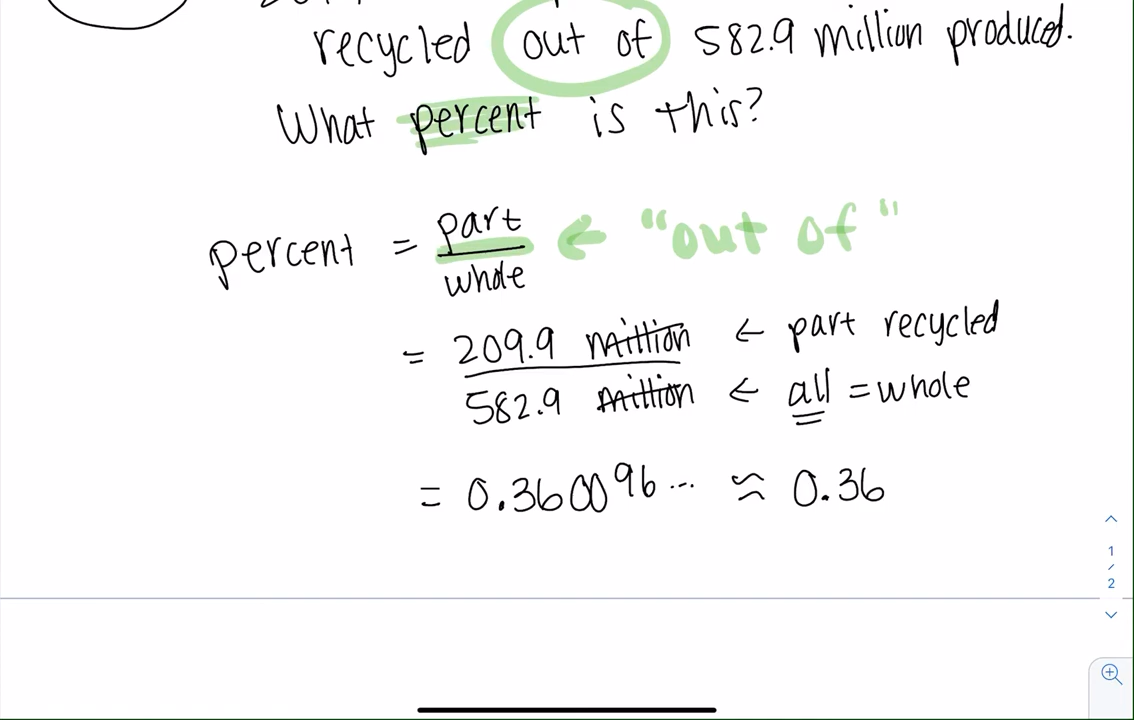 recycled out of 582.9 million produced.
What percent is this?
percent = part/whole ← "out of"
= 209.9 million ← part recycled
582.9 million ← all = whole
= 0.360096... ≈ 0.36
1
/
2